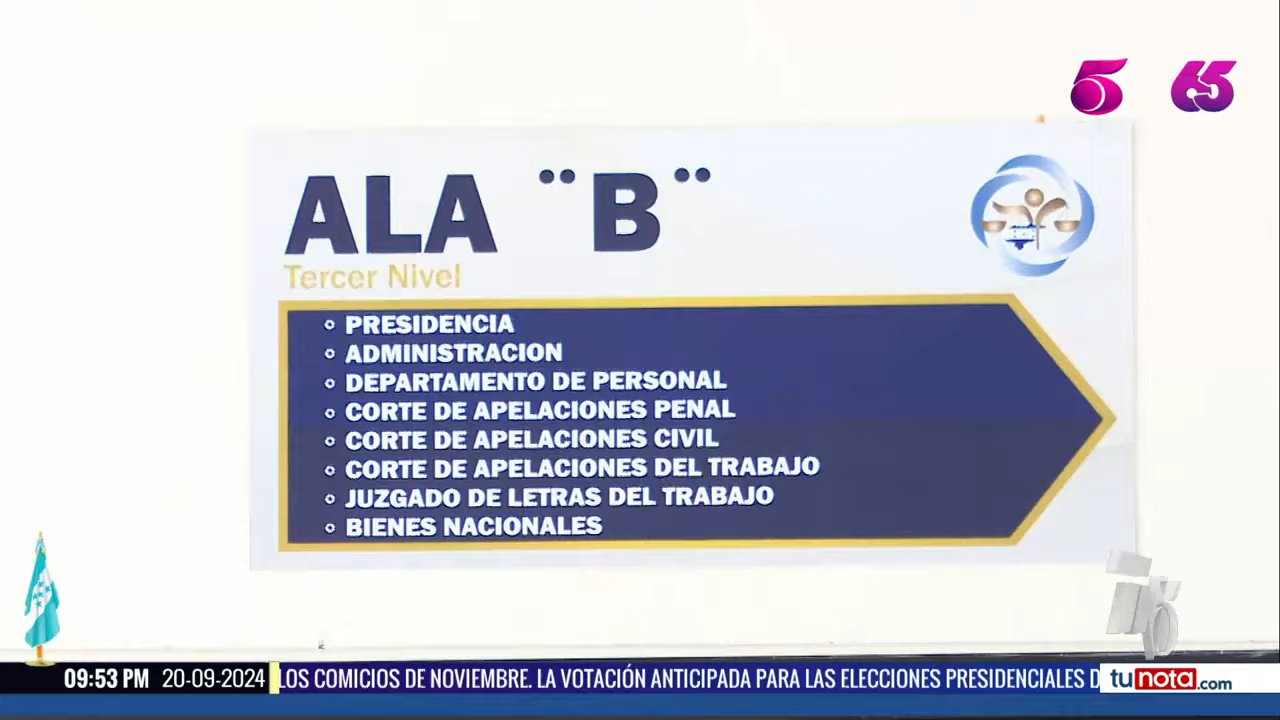 5
65
ALA ¨B¨
Tercer Nivel
PRESIDENCIA
ADMINISTRACION
DEPARTAMENTO DE PERSONAL
CORTE DE APELACIONES PENAL
CORTE DE APELACIONES CIVIL
CORTE DE APELACIONES DEL TRABAJO
JUZGADO DE LETRAS DEL TRABAJO
BIENES NACIONALES
09:53 PM 20-09-2024 LOS COMICIOS DE NOVIEMBRE. LA VOTACIÓN ANTICIPADA PARA LAS ELECCIONES PRESIDENCIALES D
tunota.com